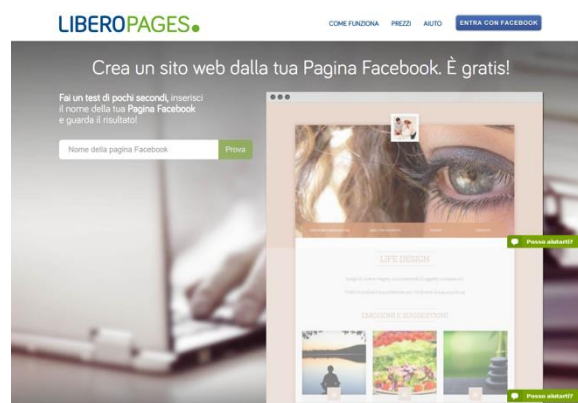 LIBEROPAGES.
COME FUNZIONA PREZZI AIUTO ENTRA CON FACEBOOK
Crea un sito web dalla tua Pagina Facebook. È gratis!
Fai un test di pochi secondi, inserisci
il nome della tua Pagina Facebook
e guarda il risultato!
Nome della pagina Facebook Prova
Posso aiutarti?
LIFE DESIGN
EMOZIONI E SUGGESTIONI
Posso aiutarti?